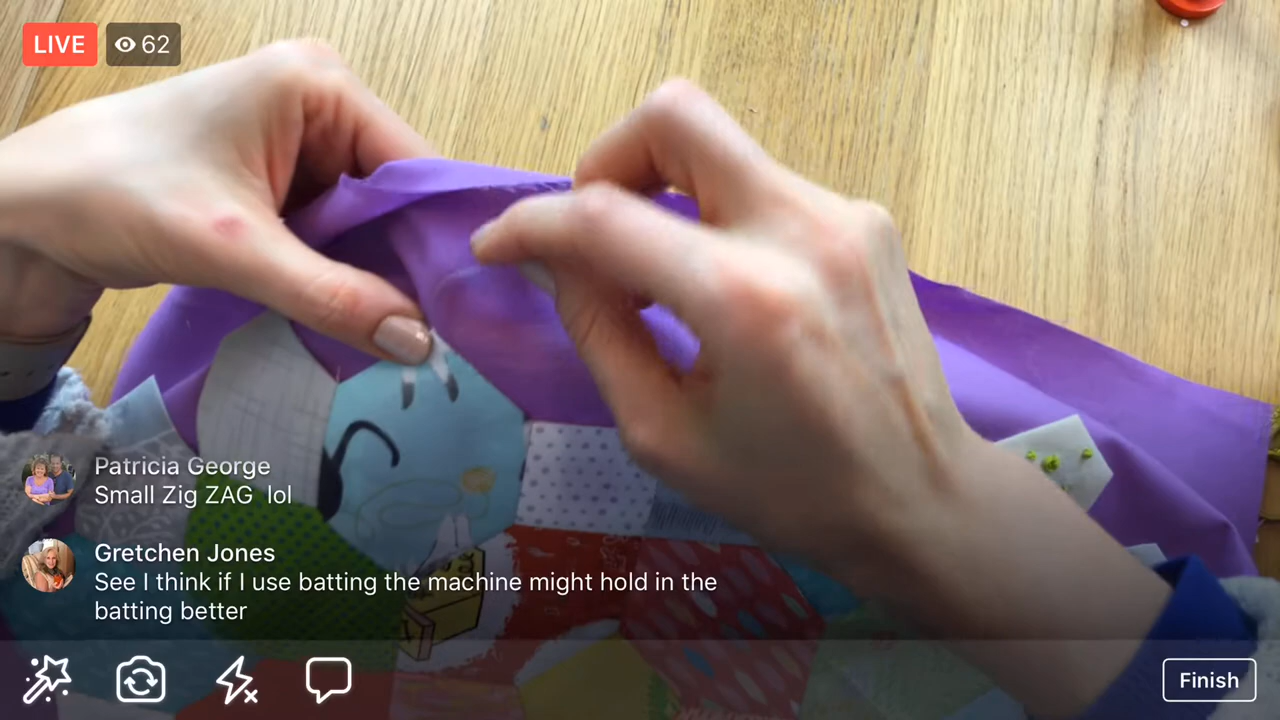 LIVE
62
Patricia George
Small Zig ZAG lol
Gretchen Jones
See I think if I use batting the machine might hold in the
batting better
Finish